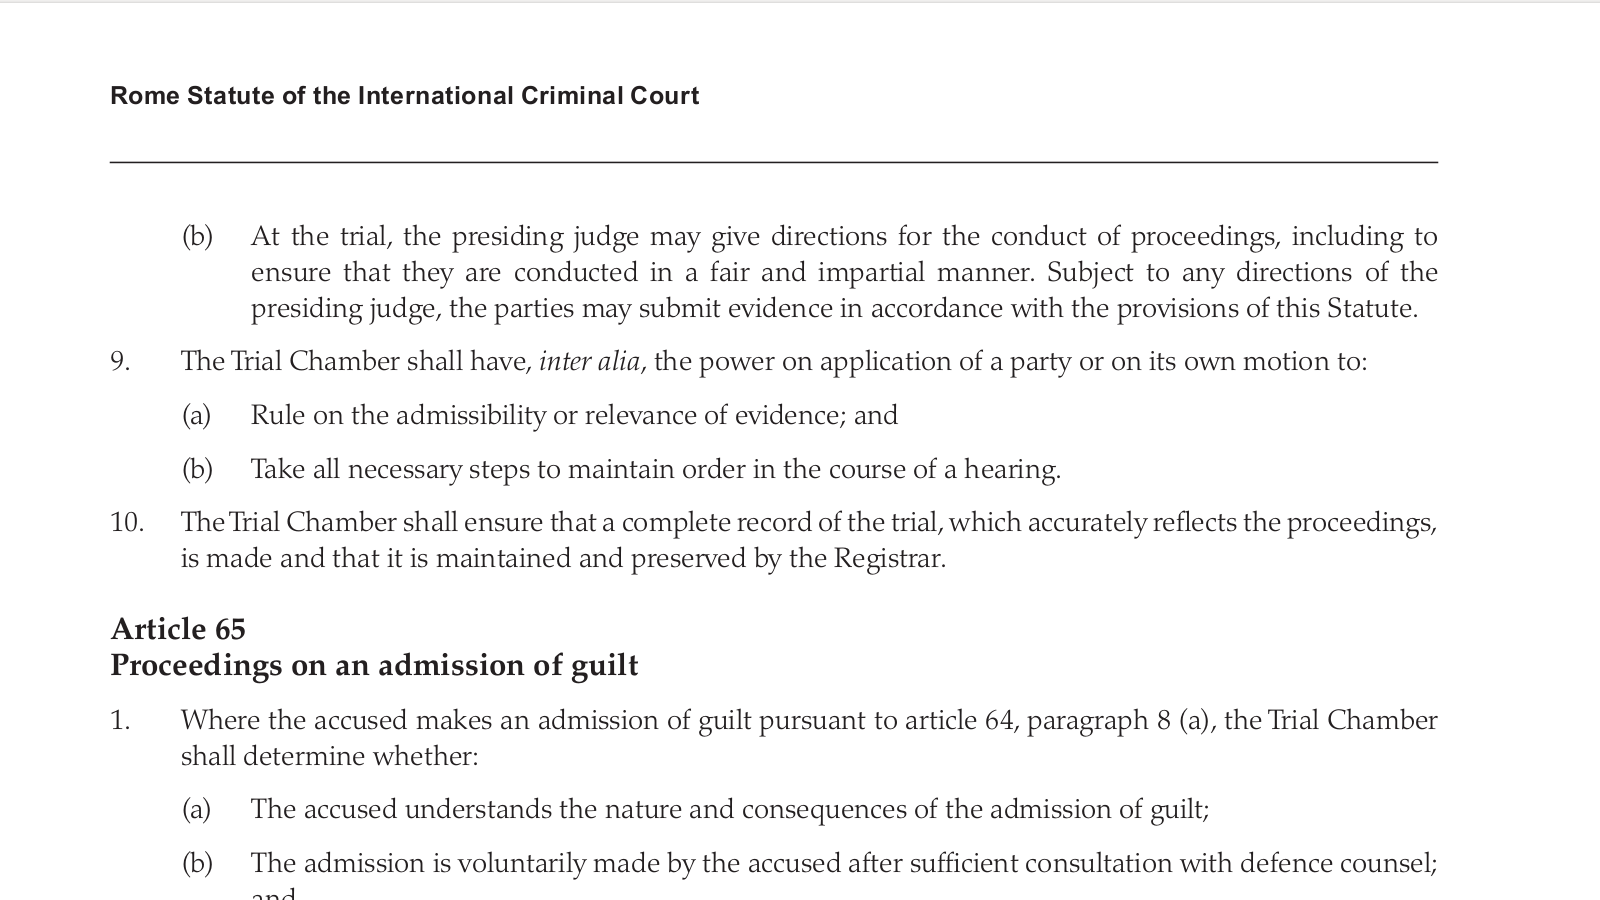 Rome Statute of the International Criminal Court
(b) At the trial, the presiding judge may give directions for the conduct of proceedings, including to
ensure that they are conducted in a fair and impartial manner. Subject to any directions of the
presiding judge, the parties may submit evidence in accordance with the provisions of this Statute.
9. The Trial Chamber shall have, inter alia, the power on application of a party or on its own motion to:
(a) Rule on the admissibility or relevance of evidence; and
(b) Take all necessary steps to maintain order in the course of a hearing.
10. The Trial Chamber shall ensure that a complete record of the trial, which accurately reflects the proceedings,
is made and that it is maintained and preserved by the Registrar.
Article 65
Proceedings on an admission of guilt
1. Where the accused makes an admission of guilt pursuant to article 64, paragraph 8 (a), the Trial Chamber
shall determine whether:
(a) The accused understands the nature and consequences of the admission of guilt;
(b) The admission is voluntarily made by the accused after sufficient consultation with defence counsel;
and